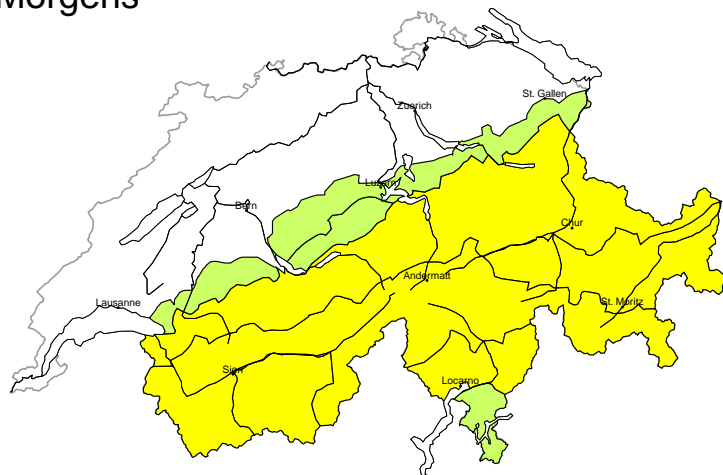 Morgens
St. Gallen
Zuerich
Luzern
Bern
Chur
Andermatt
Lausanne
St. Moritz
Sion
Locarno